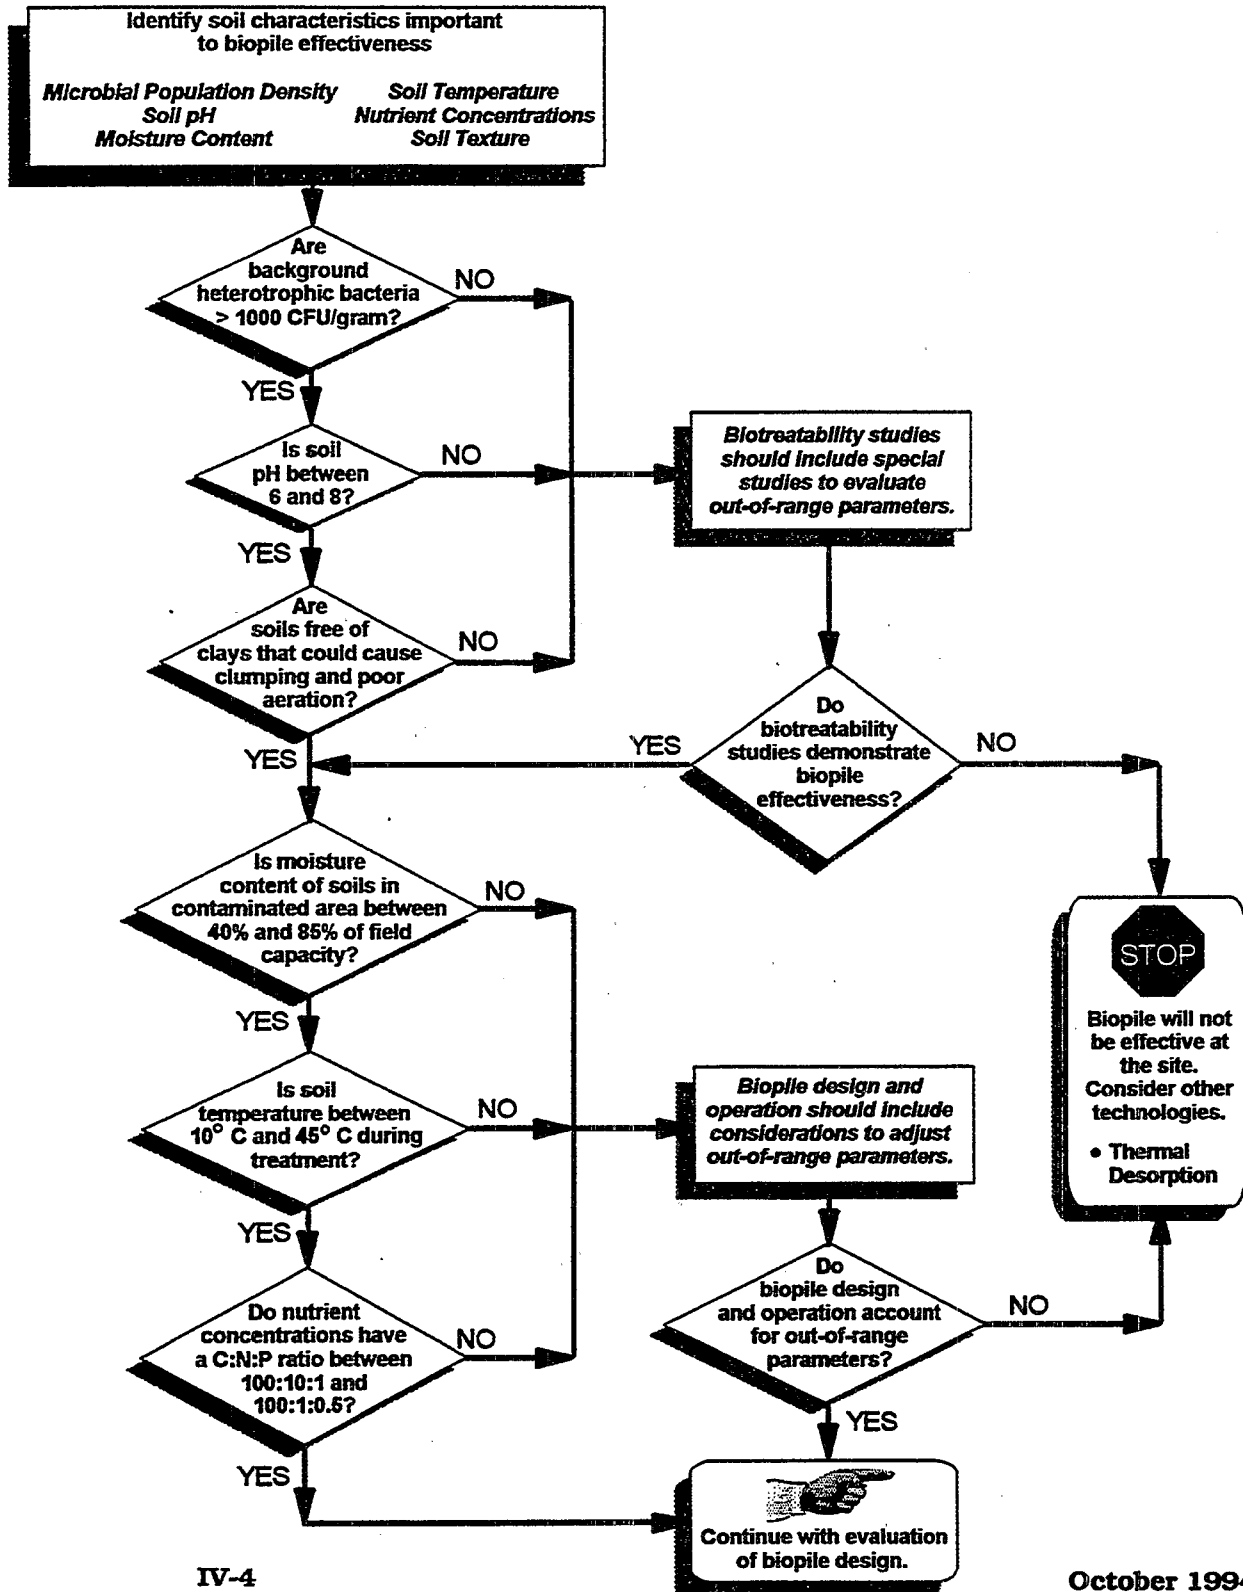 Identify soil characteristics important
to biopile effectiveness
Microbial Population Density
Soil pH
Moisture Content
Soil Temperature
Nutrient Concentrations
Soil Texture
Are
background
heterotrophic bacteria
> 1000 CFU/gram?
NO
YES
Is soil
pH between
6 and 8?
NO
YES
Are
soils free of
clays that could cause
clumping and poor
aeration?
NO
YES
Biotreatability studies
should include special
studies to evaluate
out-of-range parameters.
Do
biotreatability
studies demonstrate
biopile
effectiveness?
YES
NO
Is moisture
content of soils in
contaminated area between
40% and 85% of field
capacity?
NO
YES
Is soil
temperature between
10° C and 45° C during
treatment?
NO
YES
Do nutrient
concentrations have
a C:N:P ratio between
100:10:1 and
100:1:0.5?
NO
YES
Biopile design and
operation should include
considerations to adjust
out-of-range parameters.
Do
biopile design
and operation account
for out-of-range
parameters?
NO
YES
STOP
Biopile will not
be effective at
the site.
Consider other
technologies.
• Thermal
Desorption
Continue with evaluation
of biopile design.
IV-4
October 1994